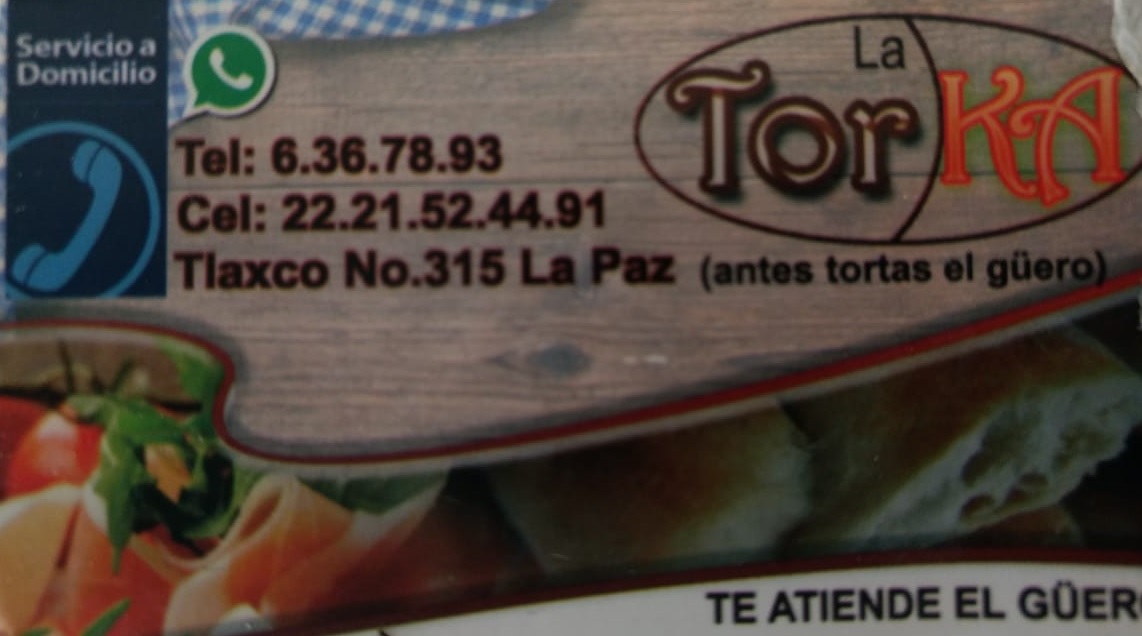 Servicio a
Domicilio
La
TorKA
Tel: 6.36.78.93
Cel: 22.21.52.44.91
Tlaxco No.315 La Paz (antes tortas el güero)
TE ATIENDE EL GÜER